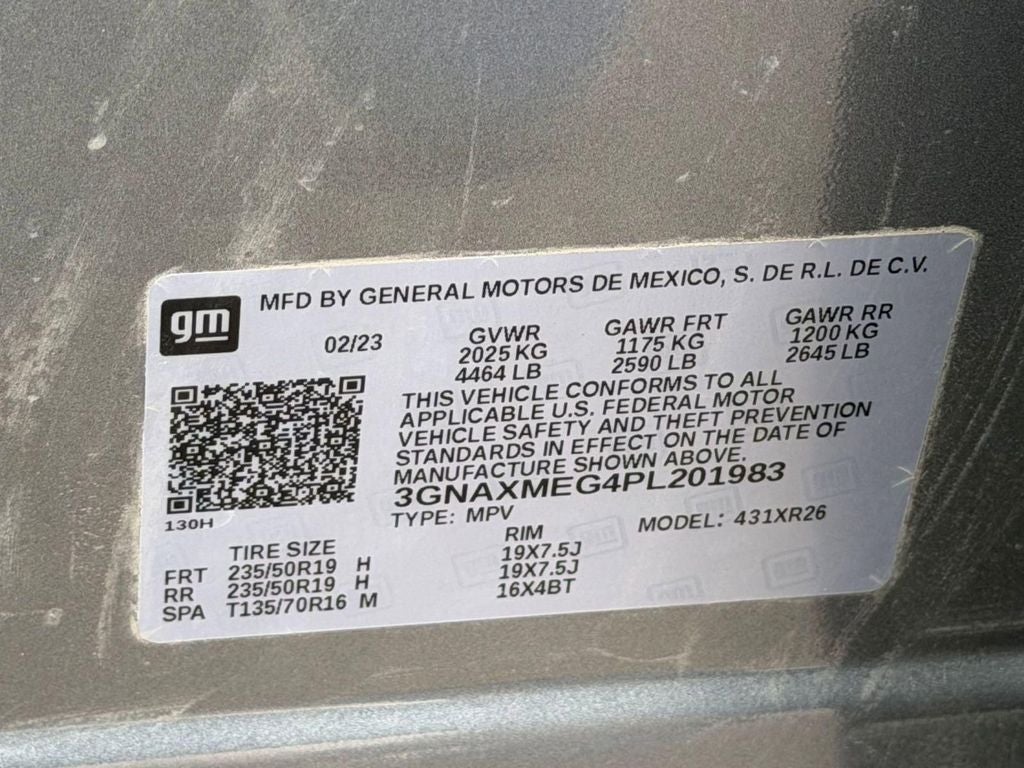 gm MFD BY GENERAL MOTORS DE MEXICO, S. DE R.L. DE C.V.
02/23 GVWR GAWR FRT GAWR RR
2025 KG 1175 KG 1200 KG
4464 LB 2590 LB 2645 LB
THIS VEHICLE CONFORMS TO ALL
APPLICABLE U.S. FEDERAL MOTOR
VEHICLE SAFETY AND THEFT PREVENTION
STANDARDS IN EFFECT ON THE DATE OF
MANUFACTURE SHOWN ABOVE.
3GNAXMEG4PL201983
130H
TYPE: MPV MODEL: 431XR26
TIRE SIZE RIM
FRT 235/50R19 H 19X7.5J
RR 235/50R19 H 19X7.5J
SPA T135/70R16 M 16X4BT